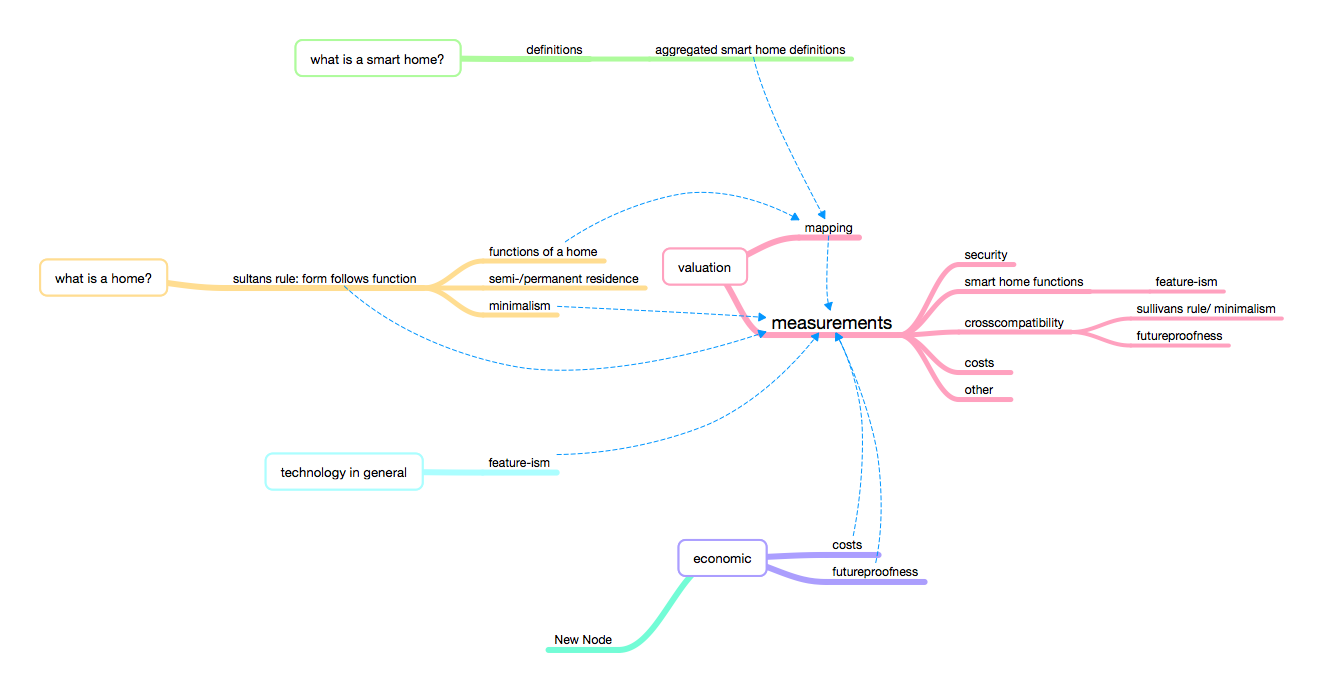 what is a smart home?
definitions
aggregated smart home definitions
mapping
functions of a home
what is a home?
sultans rule: form follows function
semi-/permanent residence
minimalism
valuation
measurements
security
smart home functions
feature-ism
crosscompatibility
sullivans rule/ minimalism
futureproofness
costs
other
technology in general
feature-ism
economic
costs
futureproofness
New Node